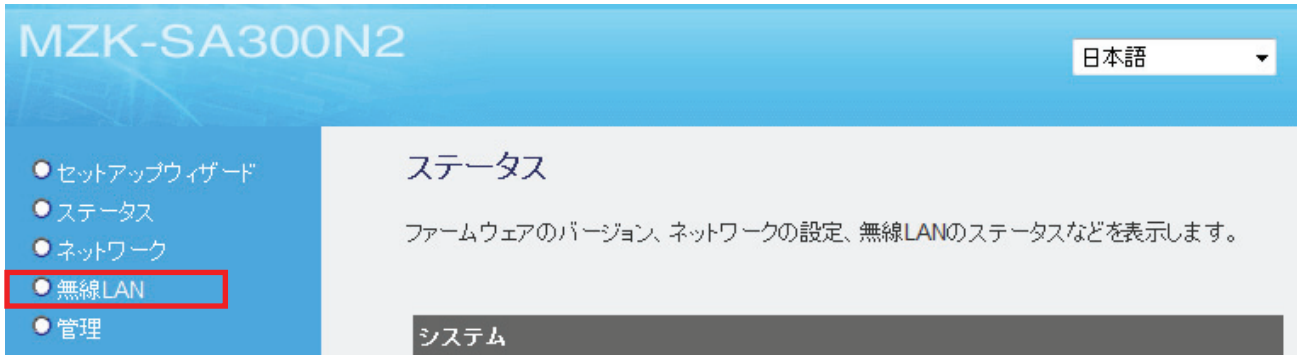 MZK-SA300N2
日本語
セットアップウィザード
ステータス
ネットワーク
無線LAN
管理
ステータス
ファームウェアのバージョン、ネットワークの設定、無線LANのステータスなどを表示します。
システム